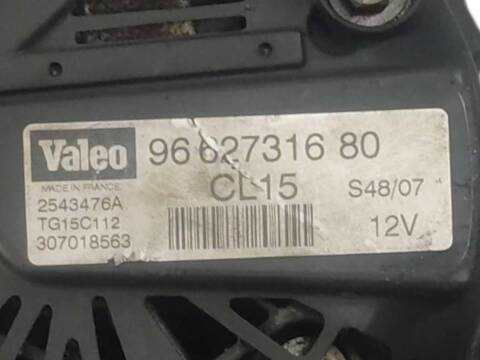 Valeo 96 627316 80
MADE IN FRANCE CL15 S48/07
2543476A
TG15C112 12V
307018563